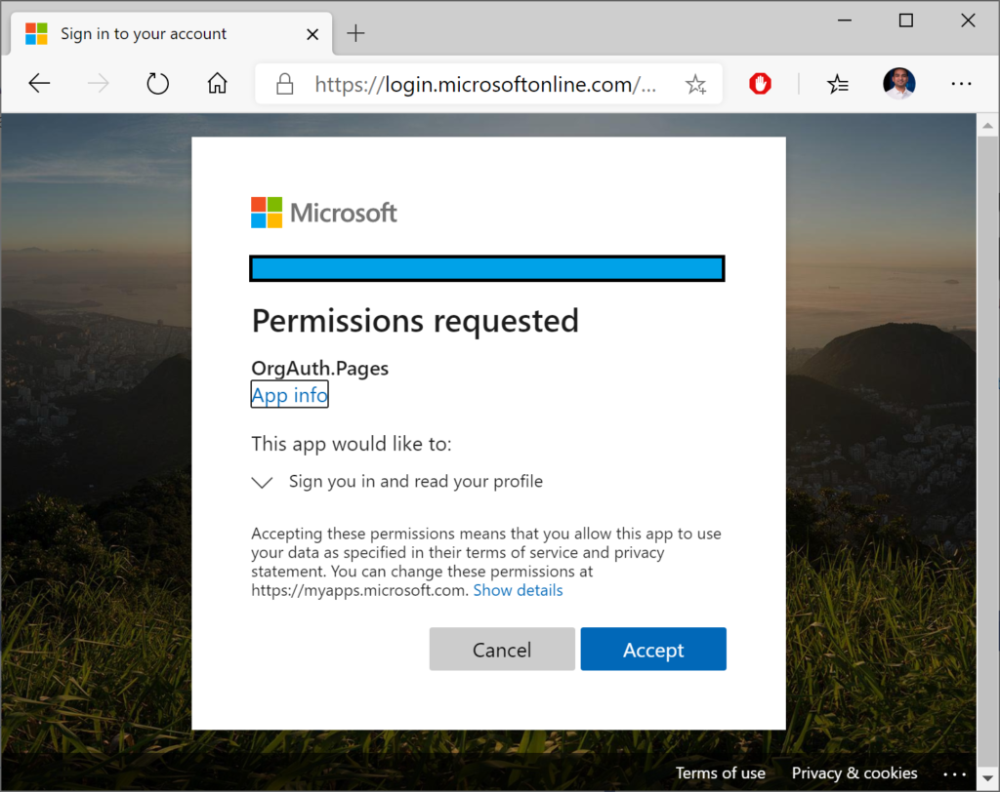 Sign in to your account
https://login.microsoftonline.com/...
Microsoft
Permissions requested
OrgAuth.Pages
App info
This app would like to:
Sign you in and read your profile
Accepting these permissions means that you allow this app to use
your data as specified in their terms of service and privacy
statement. You can change these permissions at
https://myapps.microsoft.com. Show details
Cancel
Accept
Terms of use
Privacy & cookies